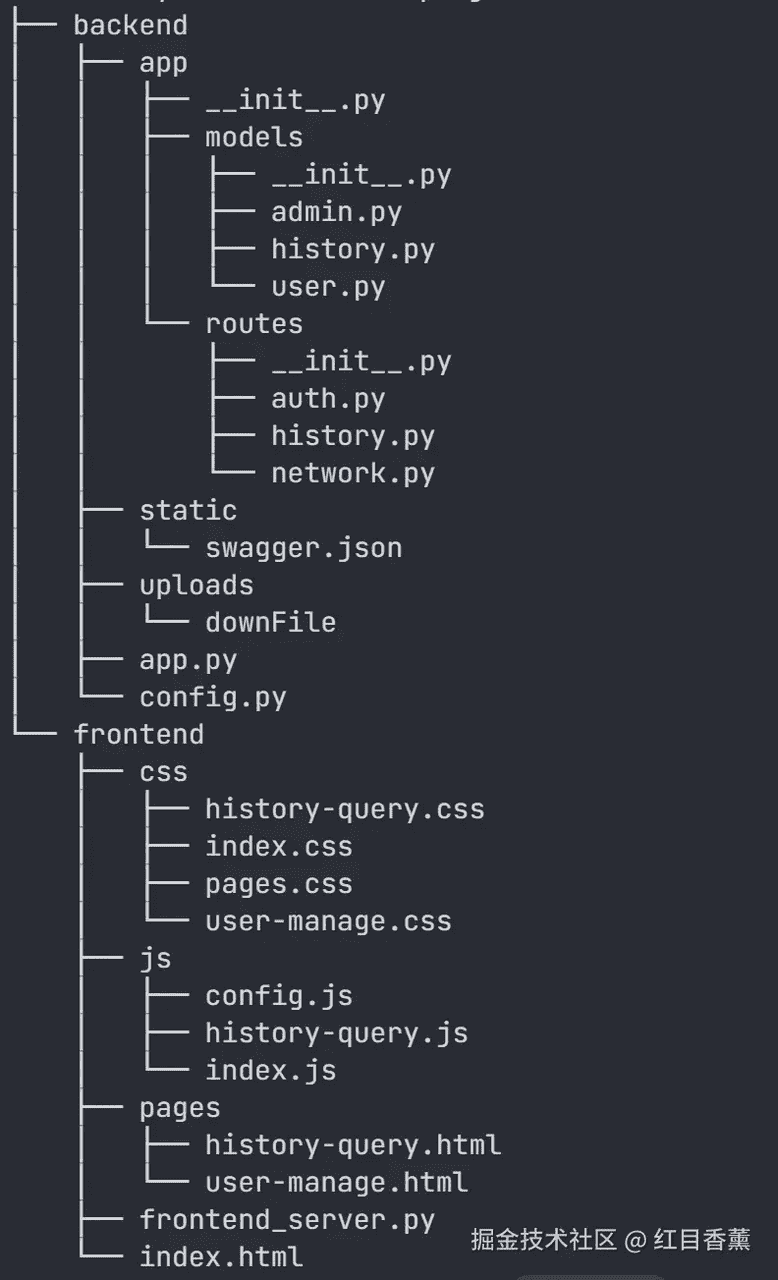 ├── backend
│   ├── app
│   │   ├── __init__.py
│   │   ├── models
│   │   │   ├── __init__.py
│   │   │   ├── admin.py
│   │   │   ├── history.py
│   │   │   └── user.py
│   │   └── routes
│   │       ├── __init__.py
│   │       ├── auth.py
│   │       ├── history.py
│   │       └── network.py
│   ├── static
│   │   └── swagger.json
│   ├── uploads
│   │   └── downFile
│   ├── app.py
│   └── config.py
└── frontend
    ├── css
    │   ├── history-query.css
    │   ├── index.css
    │   ├── pages.css
    │   └── user-manage.css
    ├── js
    │   ├── config.js
    │   ├── history-query.js
    │   └── index.js
    ├── pages
    │   ├── history-query.html
    │   └── user-manage.html
    ├── frontend_server.py
    └── index.html
掘金技术社区 @ 红目香薰